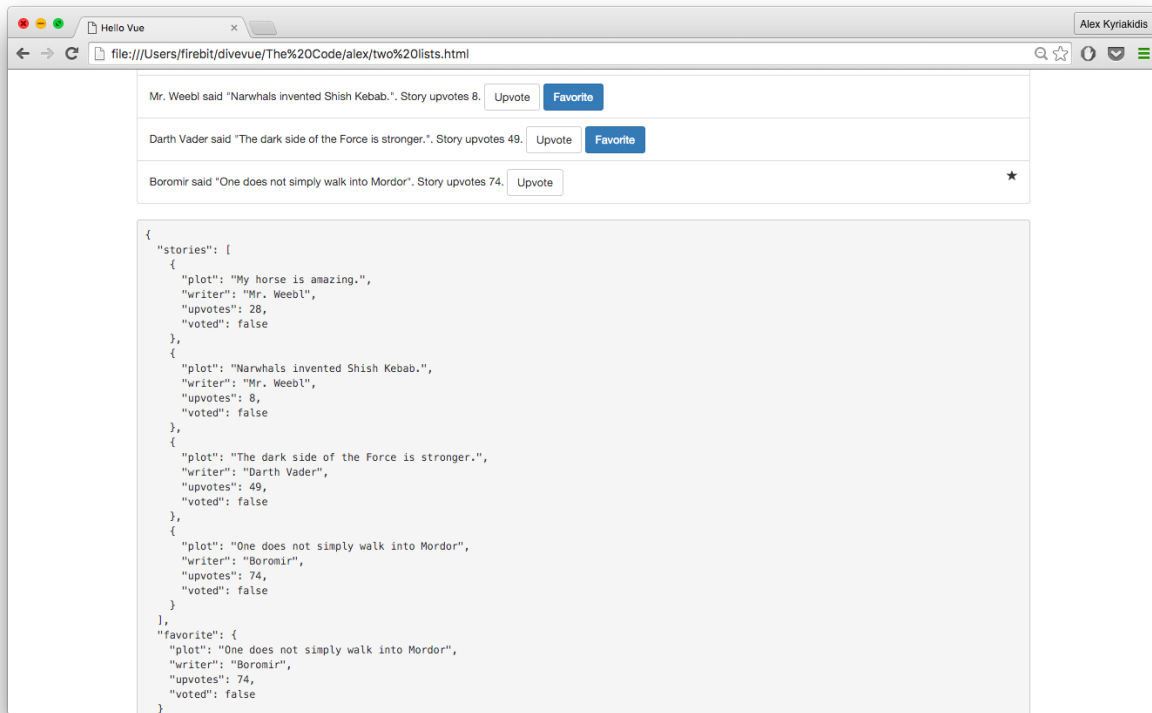 Hello Vue
Alex Kyriakidis
file:///Users/firebit/divevue/The%20Code/alex/two%20lists.html
Mr. Weebl said "Narwhals invented Shish Kebab.". Story upvotes 8. Upvote Favorite
Darth Vader said "The dark side of the Force is stronger.". Story upvotes 49. Upvote Favorite
Boromir said "One does not simply walk into Mordor". Story upvotes 74. Upvote
{
"stories": [
{
"plot": "My horse is amazing.",
"writer": "Mr. Weebl",
"upvotes": 28,
"voted": false
},
{
"plot": "Narwhals invented Shish Kebab.",
"writer": "Mr. Weebl",
"upvotes": 8,
"voted": false
},
{
"plot": "The dark side of the Force is stronger.",
"writer": "Darth Vader",
"upvotes": 49,
"voted": false
},
{
"plot": "One does not simply walk into Mordor",
"writer": "Boromir",
"upvotes": 74,
"voted": false
}
],
"favorite": {
"plot": "One does not simply walk into Mordor",
"writer": "Boromir",
"upvotes": 74,
"voted": false
}